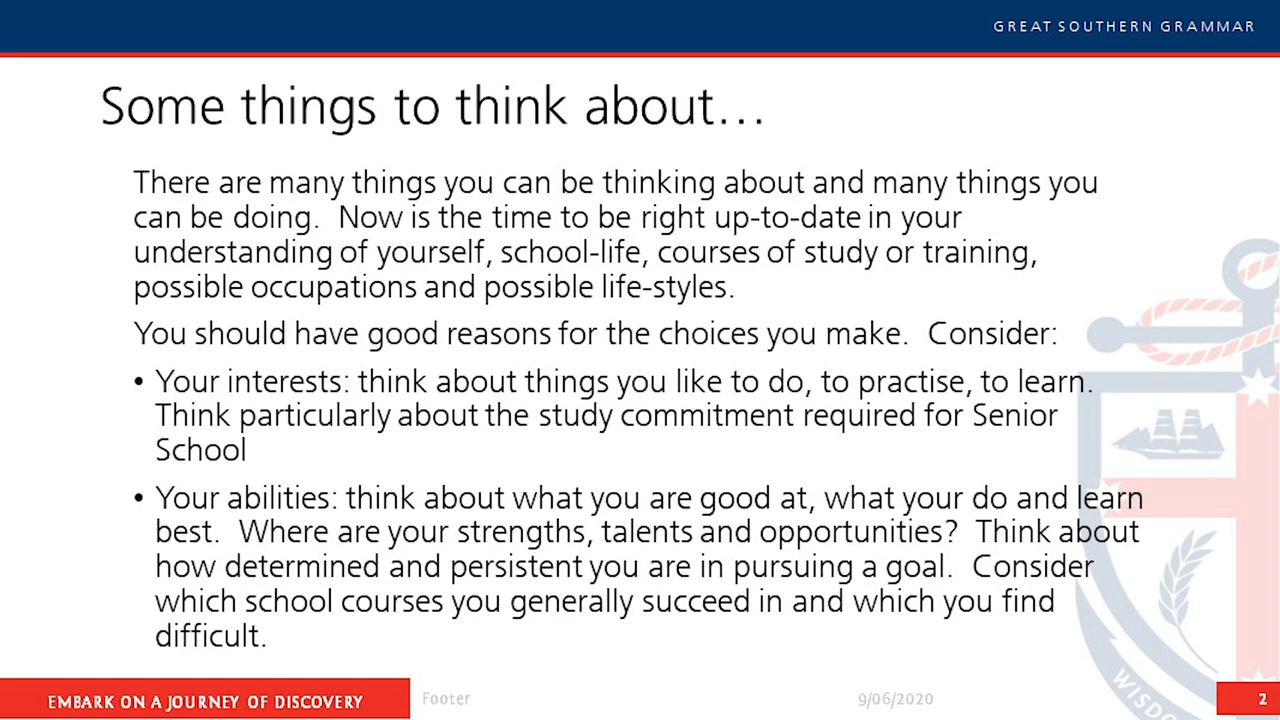 GREAT SOUTHERN GRAMMAR
Some things to think about...
There are many things you can be thinking about and many things you
can be doing.  Now is the time to be right up-to-date in your
understanding of yourself, school-life, courses of study or training,
possible occupations and possible life-styles.
You should have good reasons for the choices you make.  Consider:
• Your interests: think about things you like to do, to practise, to learn.
Think particularly about the study commitment required for Senior
School
• Your abilities: think about what you are good at, what your do and learn
best.  Where are your strengths, talents and opportunities?  Think about
how determined and persistent you are in pursuing a goal.  Consider
which school courses you generally succeed in and which you find
difficult.
EMBARK ON A JOURNEY OF DISCOVERY
Footer
9/06/2020
2